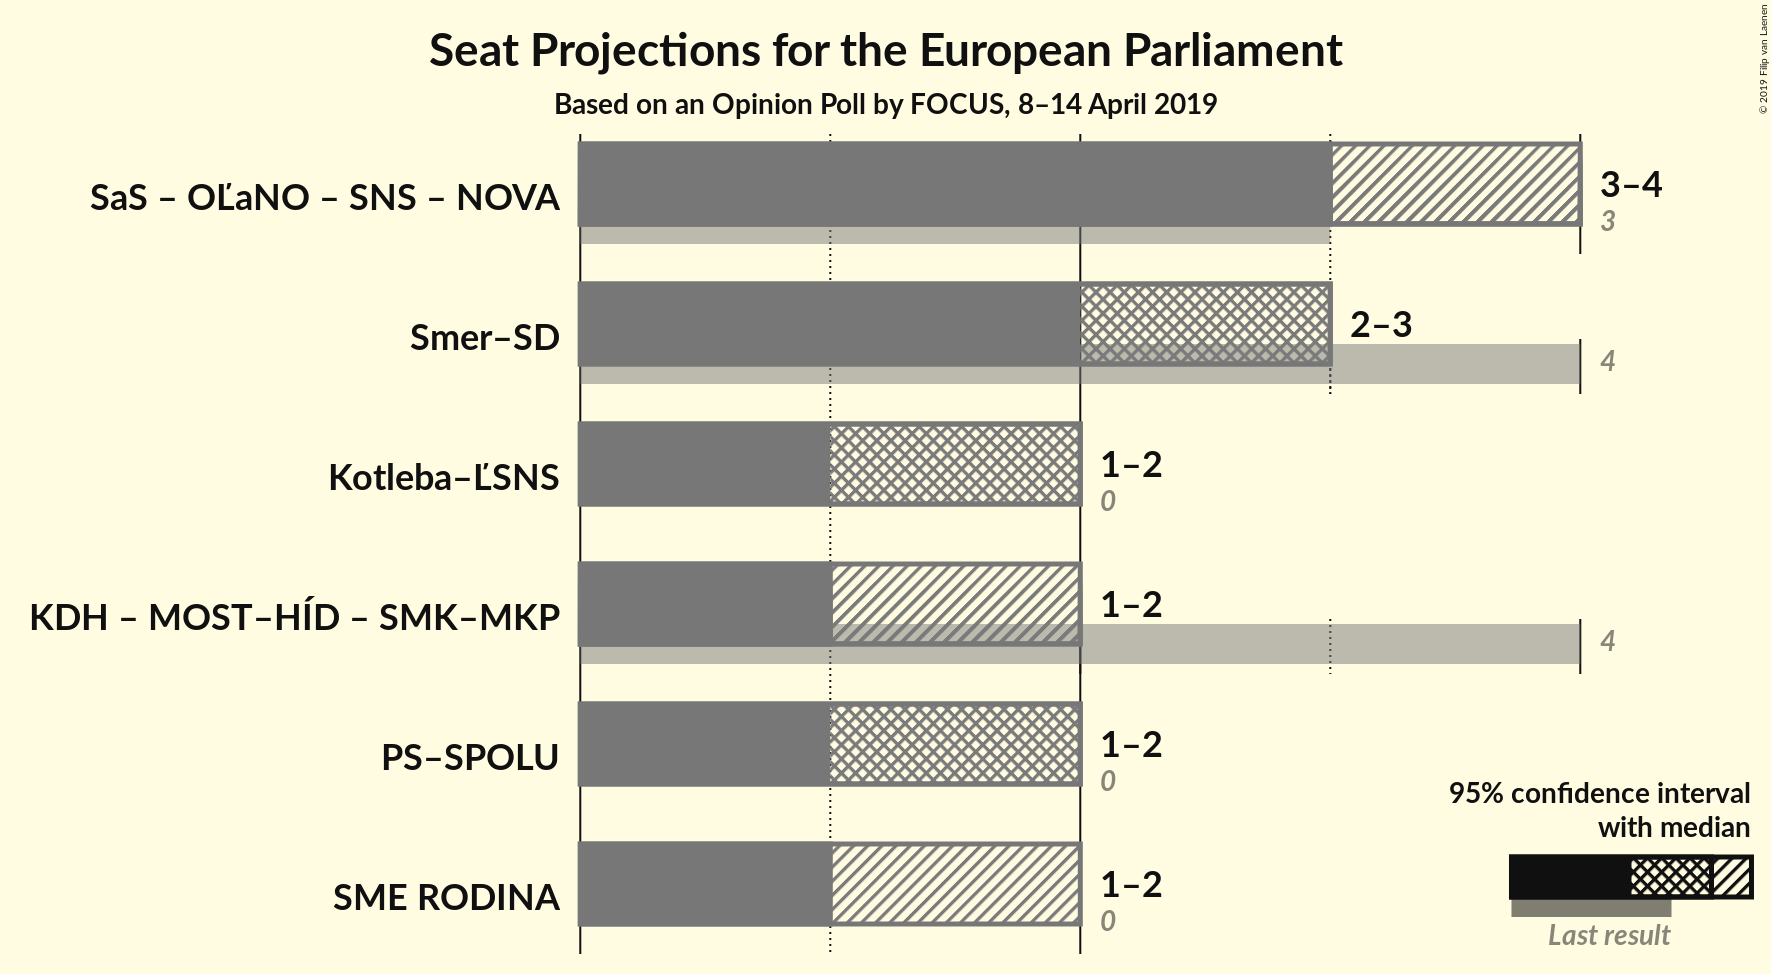 Seat Projections for the European Parliament
Based on an Opinion Poll by FOCUS, 8–14 April 2019
© 2019 Filip van Laenen
SaS – OĽaNO – SNS – NOVA
3–4
3
Smer–SD
2–3
4
Kotleba–ĽSNS
1–2
0
KDH – MOST–HÍD – SMK–MKP
1–2
4
PS–SPOLU
1–2
0
SME RODINA
1–2
0
95% confidence interval
with median
Last result